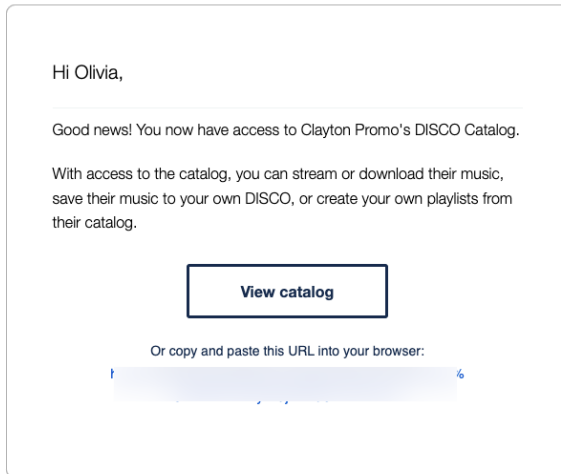 Hi Olivia,
Good news! You now have access to Clayton Promo's DISCO Catalog.
With access to the catalog, you can stream or download their music,
save their music to your own DISCO, or create your own playlists from
their catalog.
View catalog
Or copy and paste this URL into your browser: